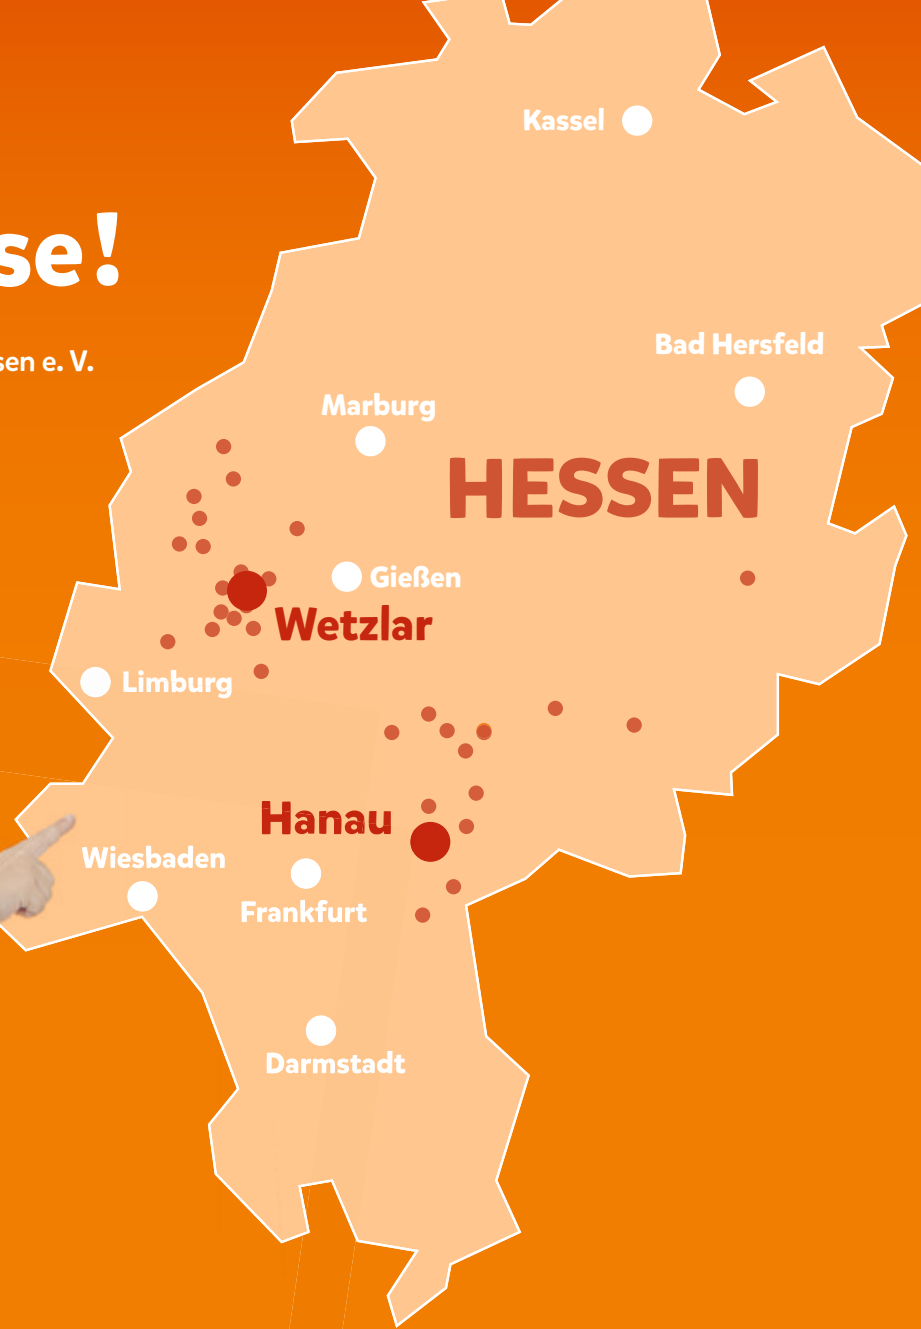 Kassel
se!
Bad Hersfeld
sen e. V.
Marburg
HESSEN
Gießen
Wetzlar
Limburg
Hanau
Wiesbaden
Frankfurt
Darmstadt